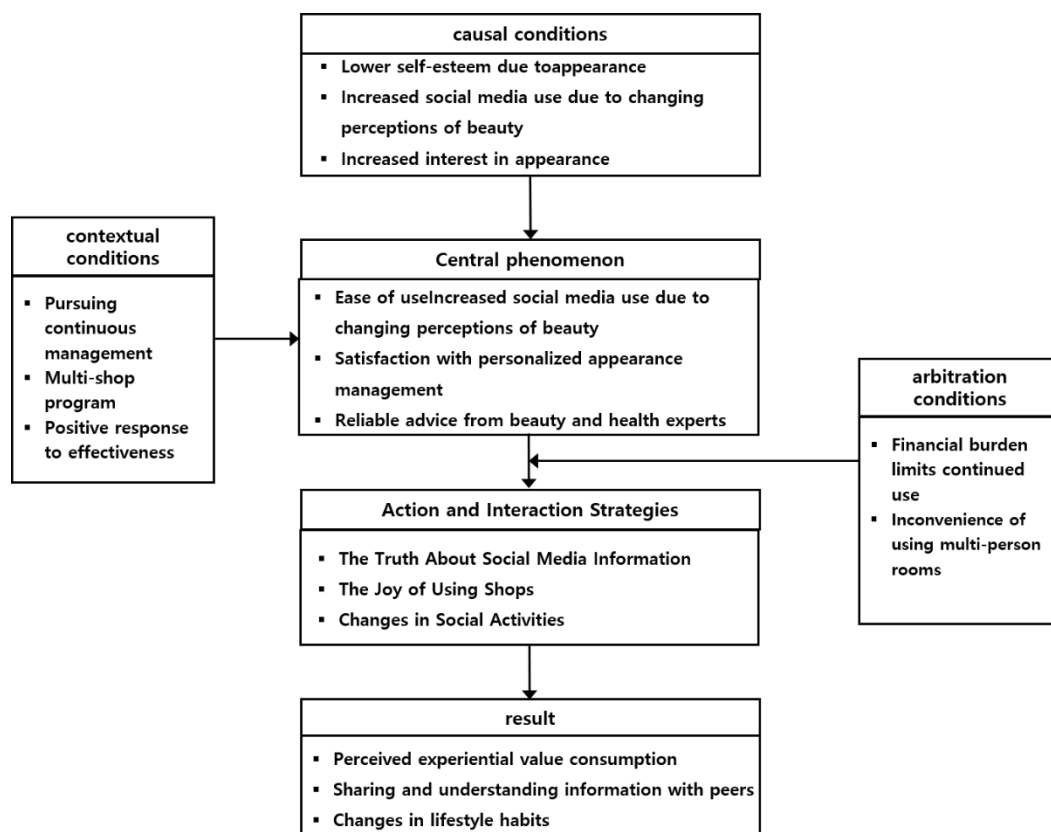 causal conditions
▪ Lower self-esteem due toappearance
▪ Increased social media use due to changing
perceptions of beauty
▪ Increased interest in appearance
contextual
conditions
▪ Pursuing
continuous
management
▪ Multi-shop
program
▪ Positive response
to effectiveness
Central phenomenon
▪ Ease of useIncreased social media use due to
changing perceptions of beauty
▪ Satisfaction with personalized appearance
management
▪ Reliable advice from beauty and health experts
arbitration
conditions
▪ Financial burden
limits continued
use
▪ Inconvenience of
using multi-person
rooms
Action and Interaction Strategies
▪ The Truth About Social Media Information
▪ The Joy of Using Shops
▪ Changes in Social Activities
result
▪ Perceived experiential value consumption
▪ Sharing and understanding information with peers
▪ Changes in lifestyle habits